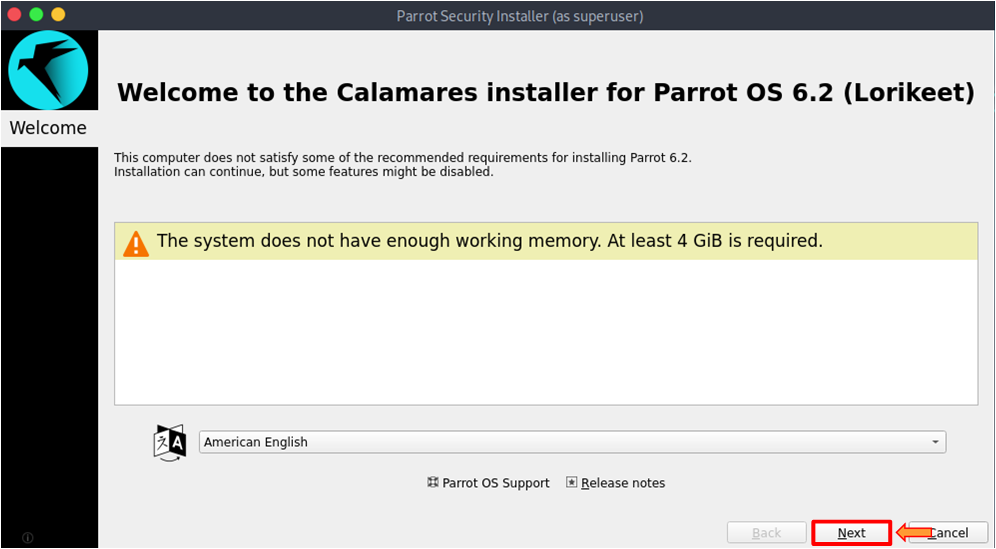 Parrot Security Installer (as superuser)
Welcome to the Calamares installer for Parrot OS 6.2 (Lorikeet)
Welcome
This computer does not satisfy some of the recommended requirements for installing Parrot 6.2.
Installation can continue, but some features might be disabled.
The system does not have enough working memory. At least 4 GiB is required.
American English
Parrot OS Support Release notes
Back Next Cancel